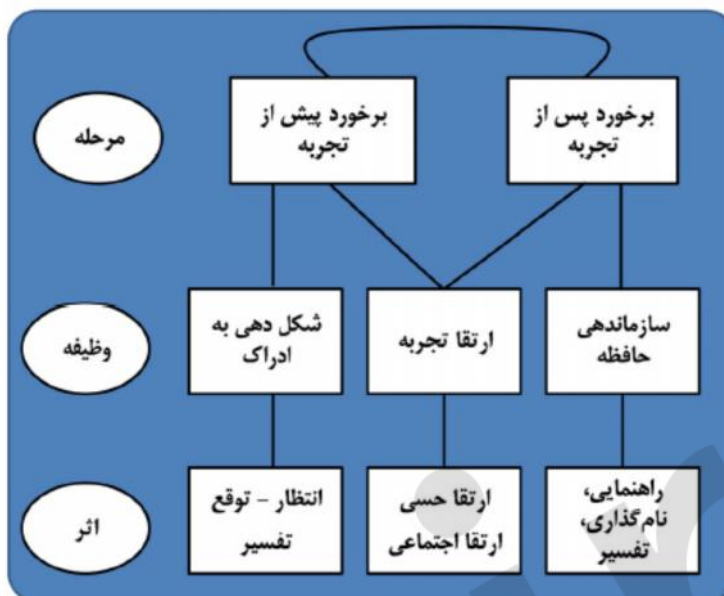 مرحله
برخورد پس از
تجربه
برخورد پیش از
تجربه
وظیفه
سازماندهی
حافظه
ارتقا تجربه
شکل دهی به
ادراک
اثر
راهنمایی،
نام‌گذاری،
تفسیر
ارتقا حسی
ارتقا اجتماعی
انتظار – توقع
تفسیر